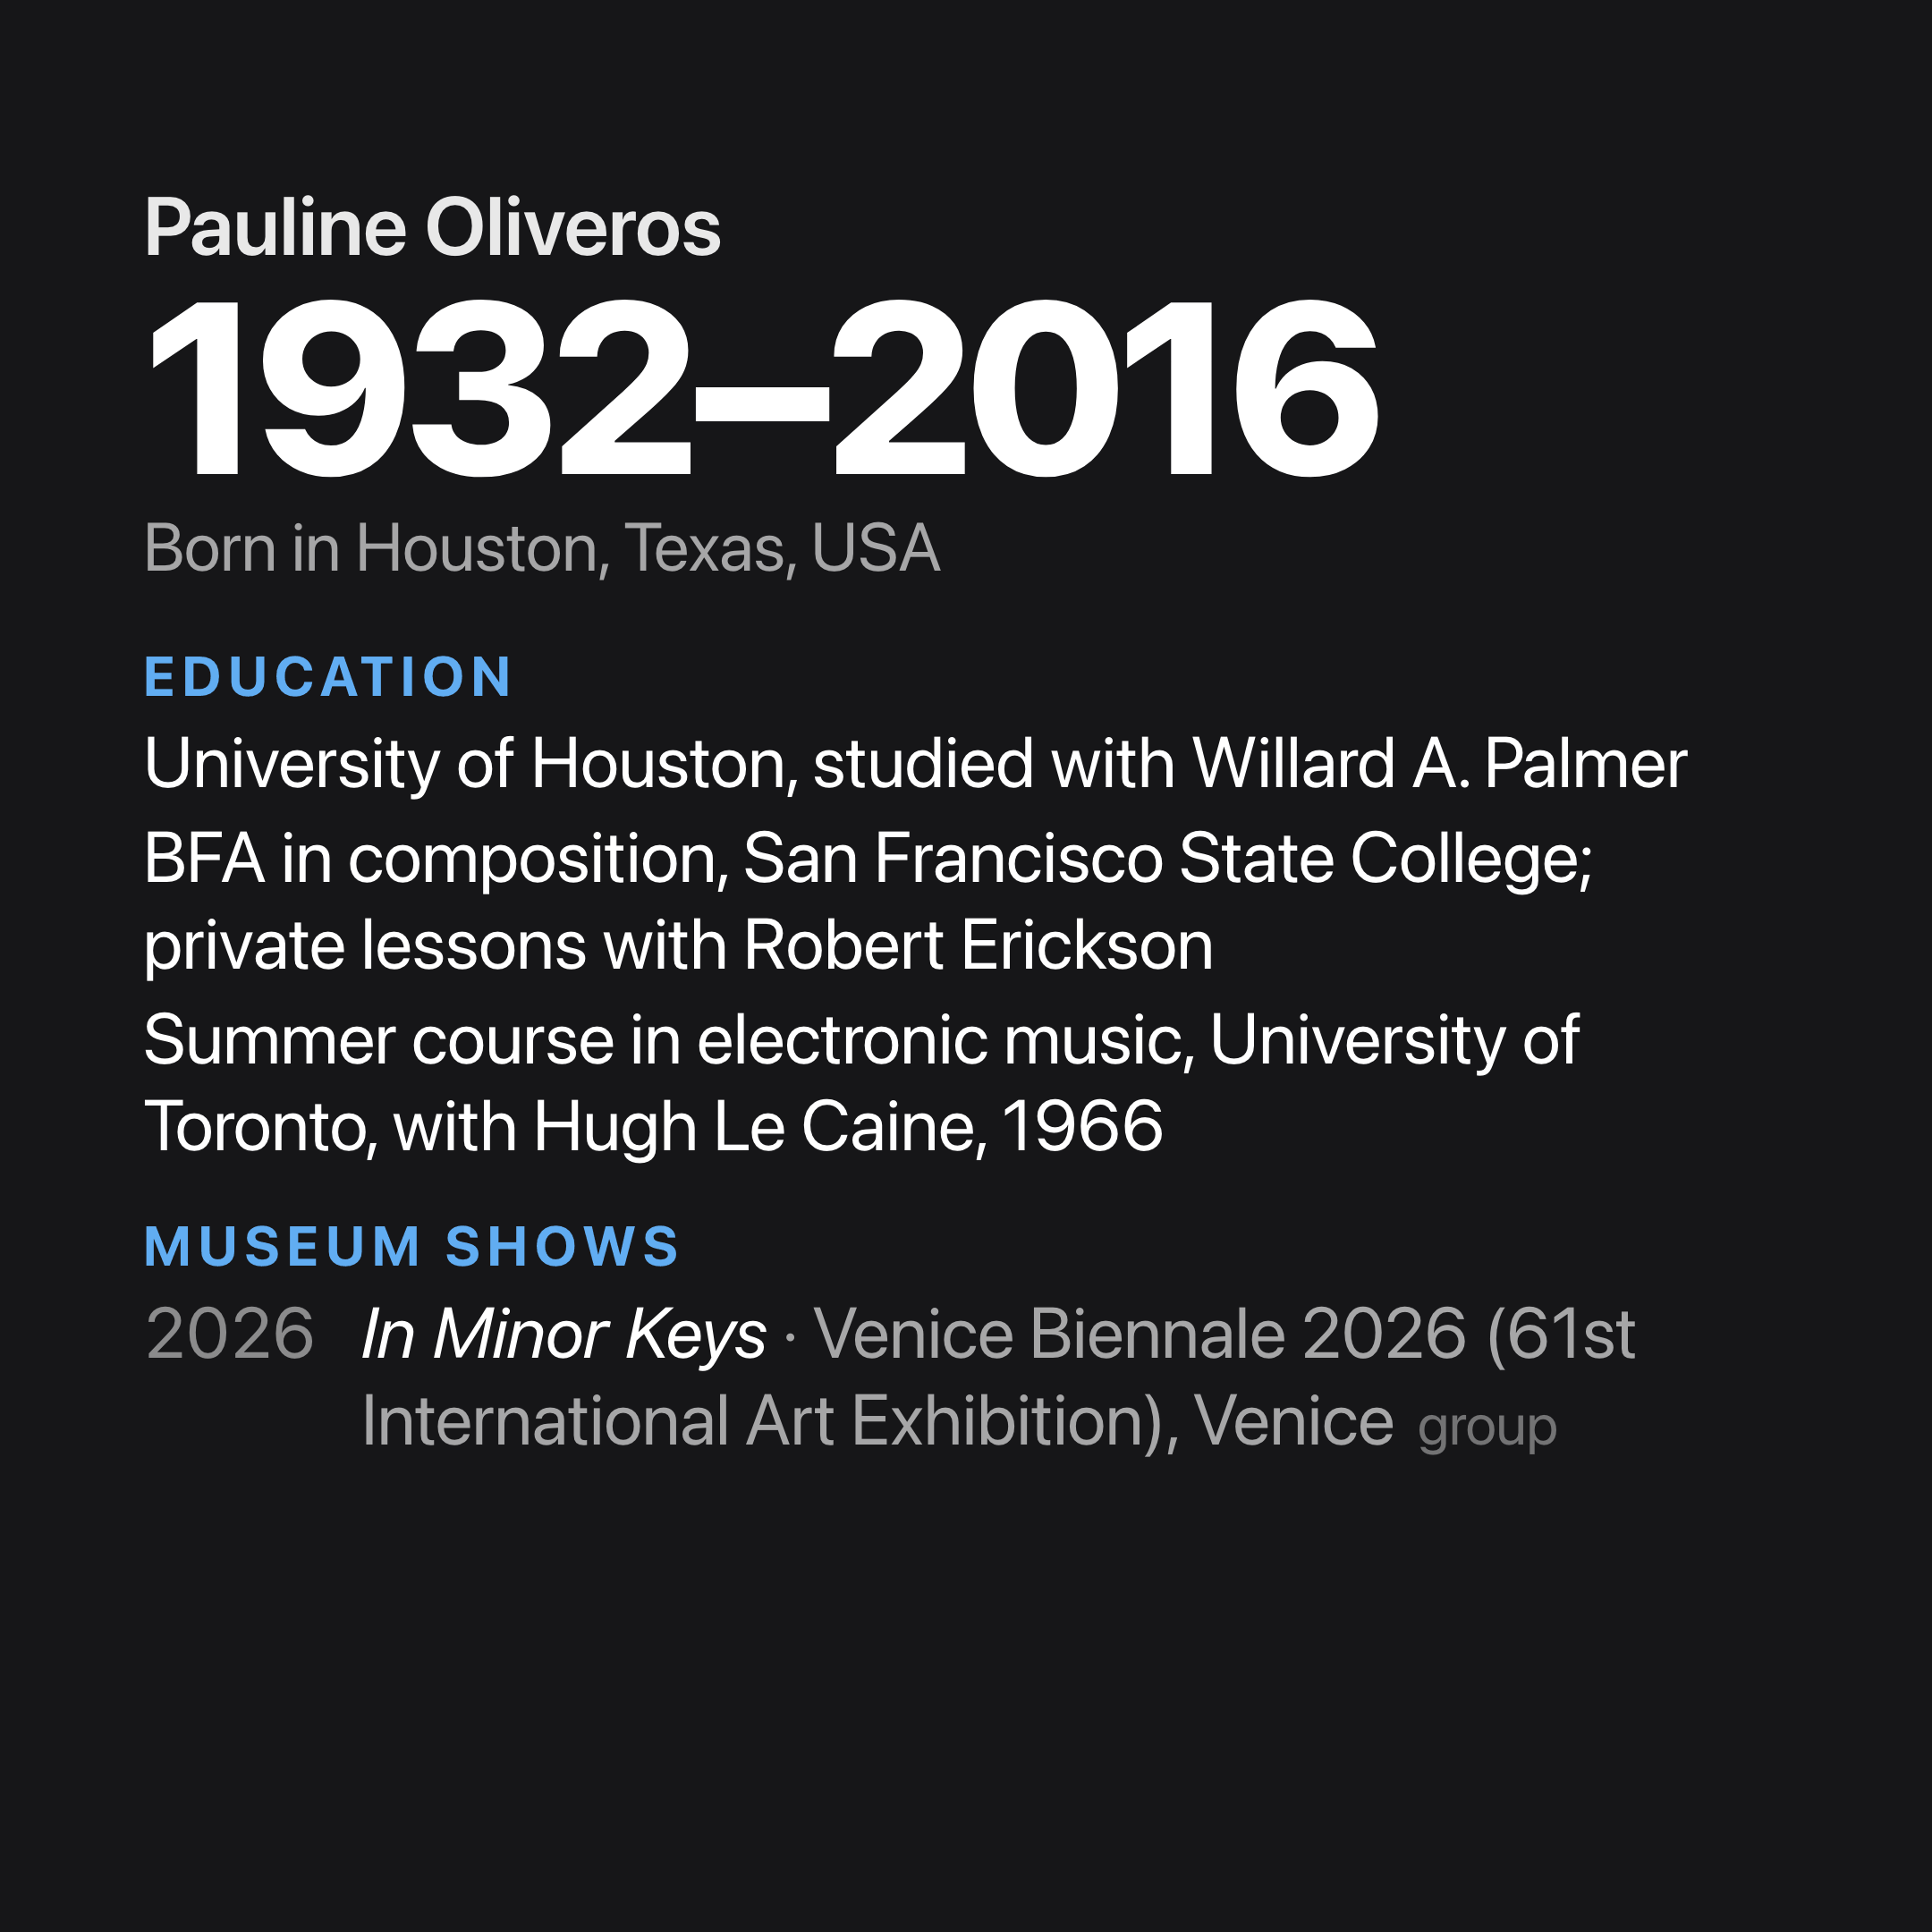 Pauline Oliveros
1932–2016
Born in Houston, Texas, USA
EDUCATION
University of Houston, studied with Willard A. Palmer
BFA in composition, San Francisco State College;
private lessons with Robert Erickson
Summer course in electronic music, University of
Toronto, with Hugh Le Caine, 1966
MUSEUM SHOWS
2026 In Minor Keys · Venice Biennale 2026 (61st
International Art Exhibition), Venice group